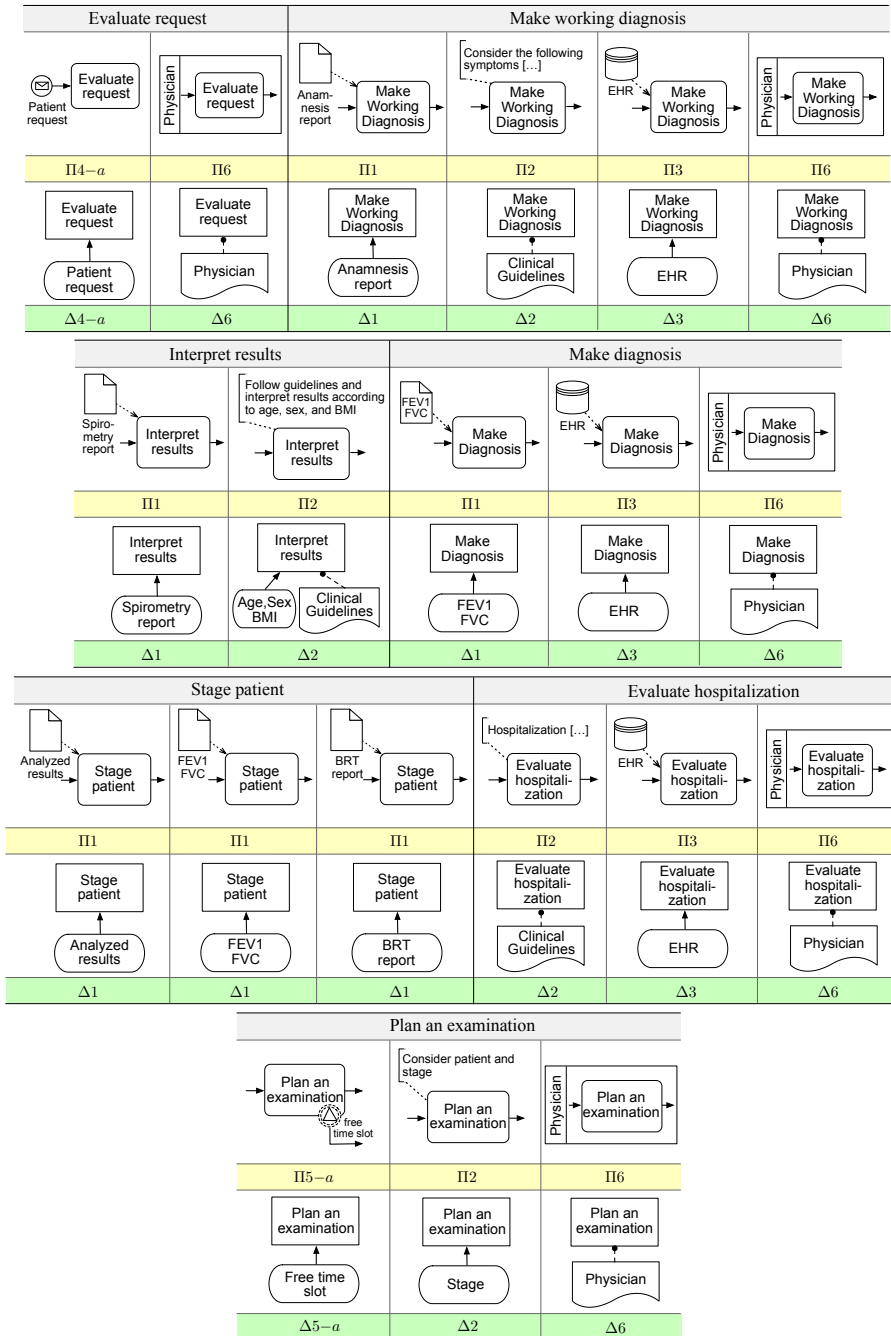 Evaluate request
Make working diagnosis
Patient
request
Evaluate
request
Physician
Evaluate
request
Anam-
nesis
report
Make
Working
Diagnosis
Consider the following
symptoms [...]
Make
Working
Diagnosis
EHR
Make
Working
Diagnosis
Physician
Make
Working
Diagnosis
Π4−a
Π6
Π1
Π2
Π3
Π6
Evaluate
request
Patient
request
Evaluate
request
Physician
Make
Working
Diagnosis
Anamnesis
report
Make
Working
Diagnosis
Clinical
Guidelines
Make
Working
Diagnosis
EHR
Make
Working
Diagnosis
Physician
Δ4−a
Δ6
Δ1
Δ2
Δ3
Δ6
Interpret results
Make diagnosis
Spiro-
metry
report
Interpret
results
Follow guidelines and
interpret results according
to age, sex, and BMI
Interpret
results
FEV1
FVC
Make
Diagnosis
EHR
Make
Diagnosis
Physician
Make
Diagnosis
Π1
Π2
Π1
Π3
Π6
Interpret
results
Spirometry
report
Interpret
results
Age,Sex
BMI
Clinical
Guidelines
Make
Diagnosis
FEV1
FVC
Make
Diagnosis
EHR
Make
Diagnosis
Physician
Δ1
Δ2
Δ1
Δ3
Δ6
Stage patient
Evaluate hospitalization
Analyzed
results
Stage
patient
FEV1
FVC
Stage
patient
BRT
report
Stage
patient
Hospitalization [...]
Evaluate
hospitali-
zation
EHR
Evaluate
hospitali-
zation
Physician
Evaluate
hospitali-
zation
Π1
Π1
Π1
Π2
Π3
Π6
Stage
patient
Analyzed
results
Stage
patient
FEV1
FVC
Stage
patient
BRT
report
Evaluate
hospitali-
zation
Clinical
Guidelines
Evaluate
hospitali-
zation
EHR
Evaluate
hospitali-
zation
Physician
Δ1
Δ1
Δ1
Δ2
Δ3
Δ6
Plan an examination
Plan an
examination
free
time slot
Consider patient and
stage
Plan an
examination
Physician
Plan an
examination
Π5−a
Π2
Π6
Plan an
examination
Free time
slot
Plan an
examination
Stage
Plan an
examination
Physician
Δ5−a
Δ2
Δ6